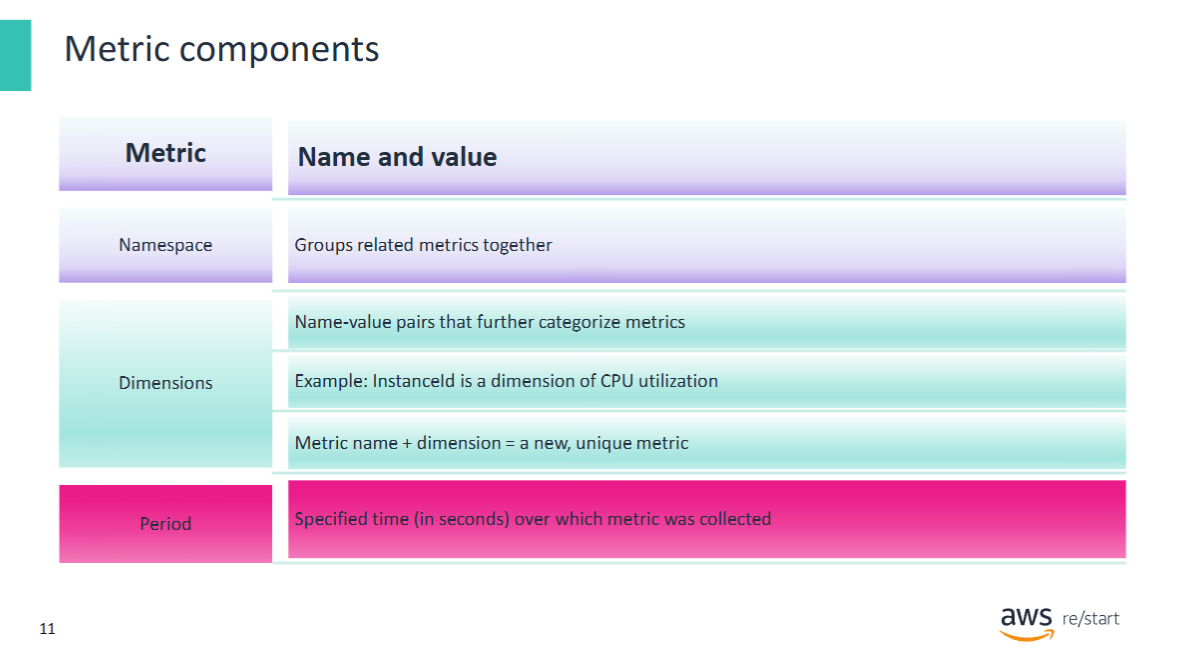 Metric components
Metric
Name and value
Namespace
Groups related metrics together
Dimensions
Name-value pairs that further categorize metrics
Example: InstanceId is a dimension of CPU utilization
Metric name + dimension = a new, unique metric
Period
Specified time (in seconds) over which metric was collected
11
aws re/start